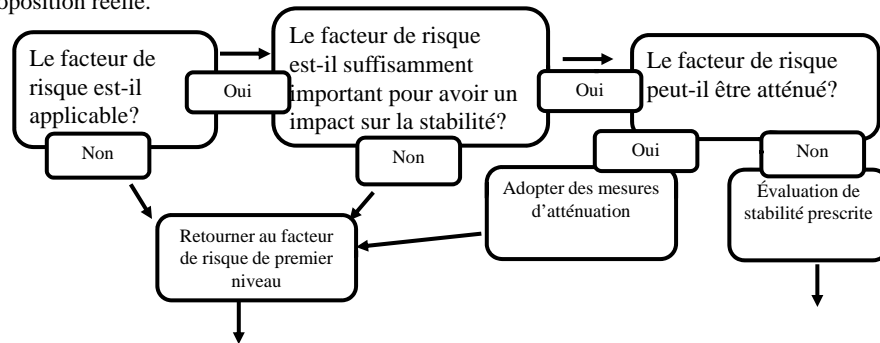 oposition réelle.
Le facteur de
risque est-il
applicable?
Oui
Non
Le facteur de risque
est-il suffisamment
important pour avoir un
impact sur la stabilité?
Oui
Non
Le facteur de risque
peut-il être atténué?
Oui
Non
Adopter des mesures
d'atténuation
Évaluation de
stabilité prescrite
Retourner au facteur
de risque de premier
niveau